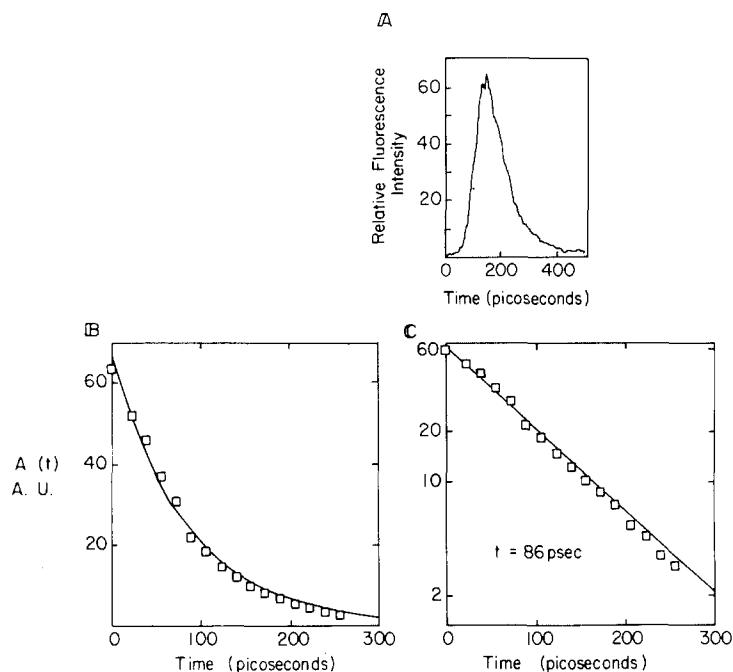 A
Relative Fluorescence
Intensity
60
40
20
0
200
400
Time (picoseconds)
B
60
40
20
A (t)
A. U.
0
100
200
300
Time (picoseconds)
C
60
20
10
2
t = 86 psec
0
100
200
300
Time (picoseconds)